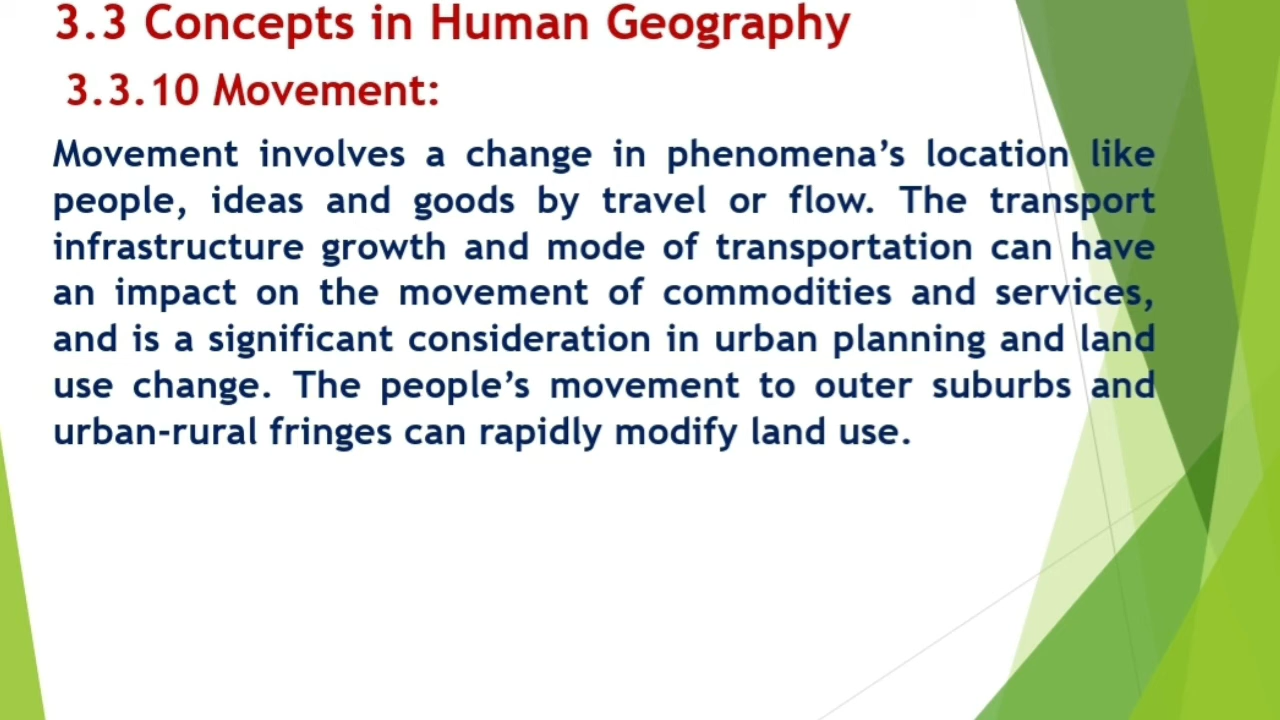 3.3 Concepts in Human Geography
3.3.10 Movement:
Movement involves a change in phenomena’s location like
people, ideas and goods by travel or flow. The transport
infrastructure growth and mode of transportation can have
an impact on the movement of commodities and services,
and is a significant consideration in urban planning and land
use change. The people’s movement to outer suburbs and
urban-rural fringes can rapidly modify land use.